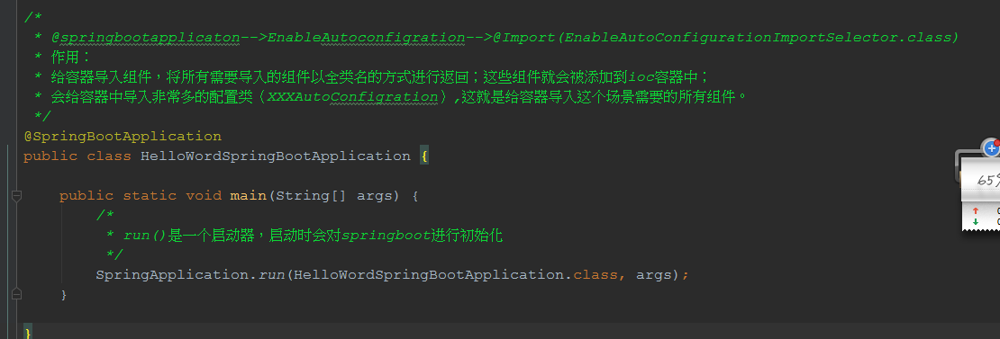 /*
* @springbootapplicaton-->EnableAutoconfigration-->@Import(EnableAutoConfigurationImportSelector.class)
* 作用：
* 给容器导入组件，将所有需要导入的组件以全类名的方式进行返回；这些组件就会被添加到ioc容器中；
* 会给容器中导入非常多的配置类（XXXAutoConfigration）,这就是给容器导入这个场景需要的所有组件。
*/
@SpringBootApplication
public class HelloWordSpringBootApplication {
public static void main(String[] args) {
/*
* run()是一个启动器，启动时会对springboot进行初始化
*/
SpringApplication.run(HelloWordSpringBootApplication.class, args);
}
}
65%